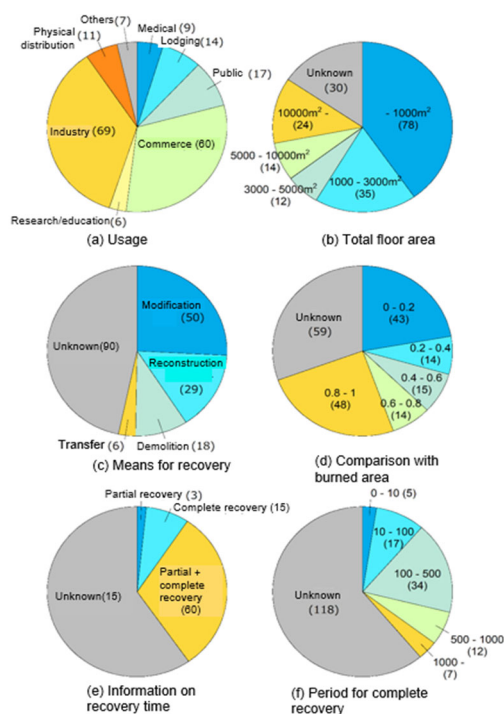 Others (7)
Medical (9)
Physical
distribution
(11)
Lodging(14)
Public (17)
Industry (69)
Commerce (60)
Research/education(6)
(a) Usage
Unknown
(30)
- 1000m²
(78)
10000m² -
(24)
5000 - 10000m²
(14)
3000 - 5000m²
(12)
1000 - 3000m²
(35)
(b) Total floor area
Modification
(50)
Unknown(90)
Reconstruction
(29)
Transfer (6)
Demolition (18)
(c) Means for recovery
Unknown
(59)
0 - 0.2
(43)
0.2 - 0.4
(14)
0.4 - 0.6
(15)
0.6 - 0.8
(14)
0.8 - 1
(48)
(d) Comparison with
burned area
Partial recovery (3)
Complete recovery (15)
Unknown(15)
Partial +
complete
recovery
(60)
(e) Information on
recovery time
0 - 10 (5)
10 - 100
(17)
100 - 500
(34)
Unknown
(118)
500 - 1000
(12)
1000 -
(7)
(f) Period for complete
recovery